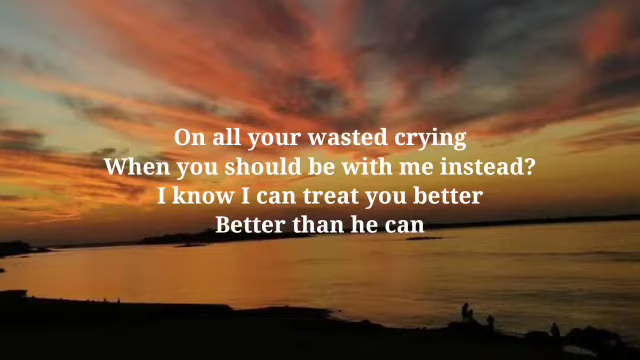 On all your wasted crying
When you should be with me instead?
I know I can treat you better
Better than he can